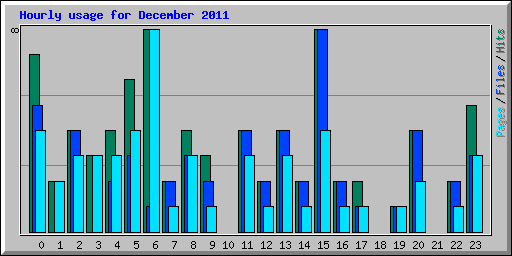 Hourly usage for December 2011
8
Pages/Files/Hits
0 1 2 3 4 5 6 7 8 9 10 11 12 13 14 15 16 17 18 19 20 21 22 23